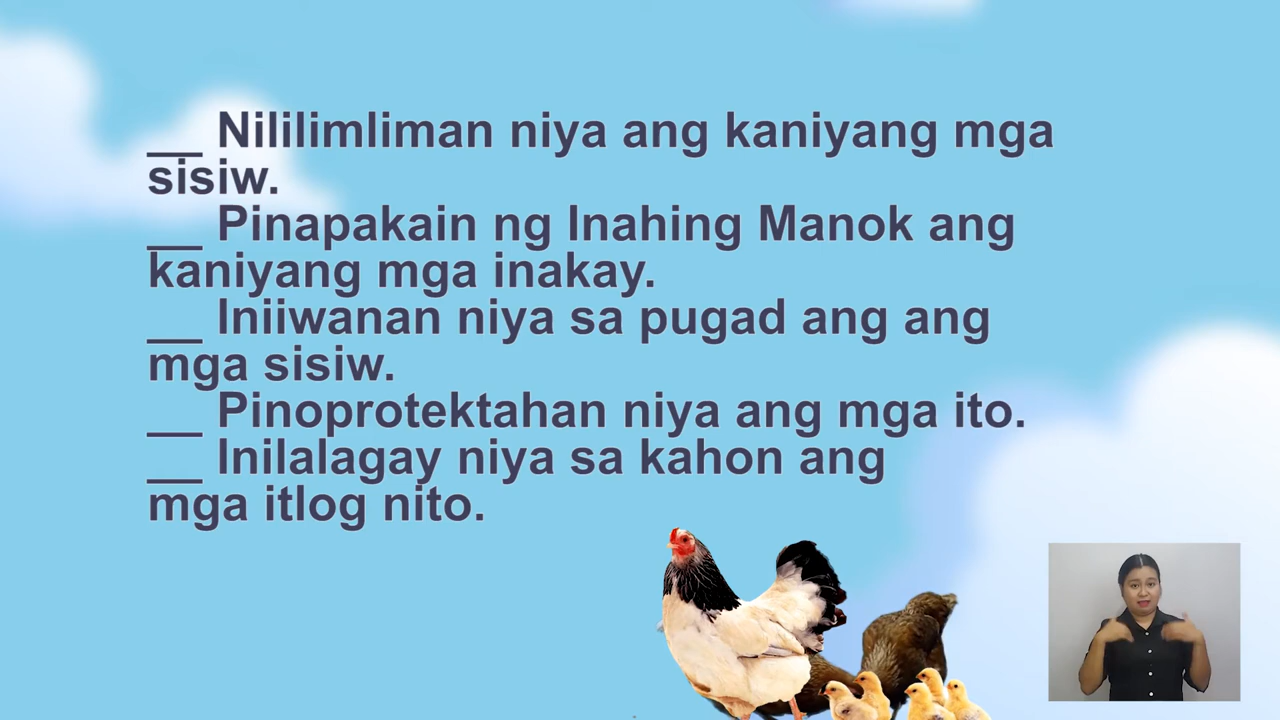 __ Nililimliman niya ang kaniyang mga
sisiw.
__ Pinapakain ng Inahing Manok ang
kaniyang mga inakay.
__ Iniiwanan niya sa pugad ang ang
mga sisiw.
__ Pinoprotektahan niya ang mga ito.
__ Inilalagay niya sa kahon ang
mga itlog nito.